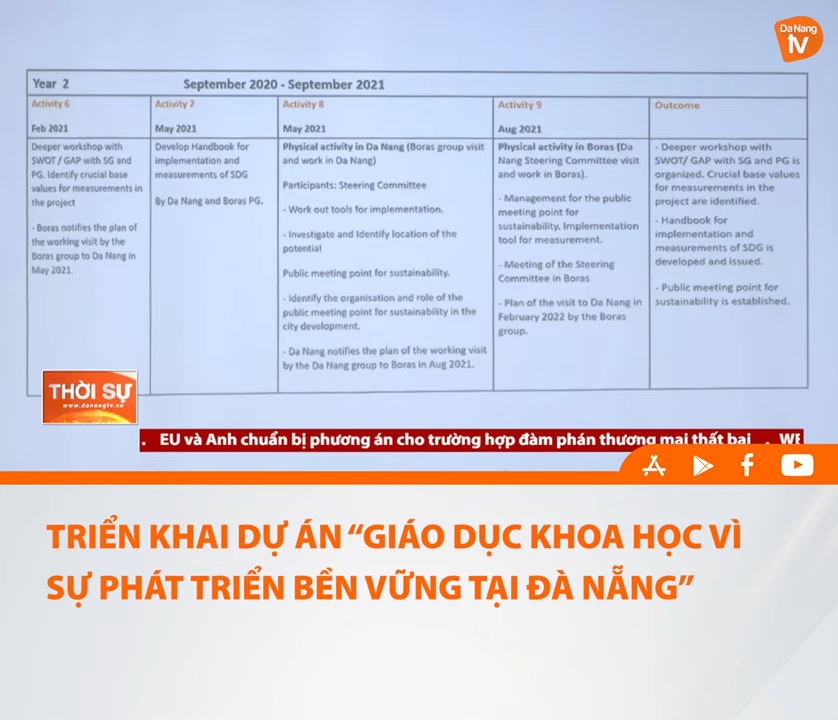 DaNang
tv
Year 2 September 2020 - September 2021
Activity 6
Feb 2021
Deeper workshop with
SWOT / GAP with SG and
PG. Identify crucial base
values for measurements in
the project
- Boras notifies the plan of
the working visit by the
Boras group to Da Nang in
May 2021.
Activity 7
May 2021
Develop Handbook for
implementation and
measurements of SDG
By Da Nang and Boras PG.
Activity 8
May 2021
Physical activity in Da Nang (Boras group visit
and work in Da Nang)
Participants: Steering Committee
- Work out tools for implementation.
- Investigate and Identify location of the
potential
Public meeting point for sustainability.
- Identify the organisation and role of the
public meeting point for sustainability in the
city development.
- Da Nang notifies the plan of the working visit
by the Da Nang group to Boras in Aug 2021.
Activity 9
Aug 2021
Physical activity in Boras (Da
Nang Steering Committee visit
and work in Boras).
- Management for the public
meeting point for
sustainability. Implementation
tool for measurement.
- Meeting of the Steering
Committee in Boras
- Plan of the visit to Da Nang in
February 2022 by the Boras
group.
Outcome
- Deeper workshop with
SWOT/ GAP with SG and PG is
organized. Crucial base values
for measurements in the
project are identified.
- Handbook for
implementation and
measurements of SDG is
developed and issued.
- Public meeting point for
sustainability is established.
THỜI SỰ
www.danangtv.vn
. EU và Anh chuẩn bị phương án cho trường hợp đàm phán thương mại thất bại . WE
TRIỂN KHAI DỰ ÁN “GIÁO DỤC KHOA HỌC VÌ
SỰ PHÁT TRIỂN BỀN VỮNG TẠI ĐÀ NẴNG”